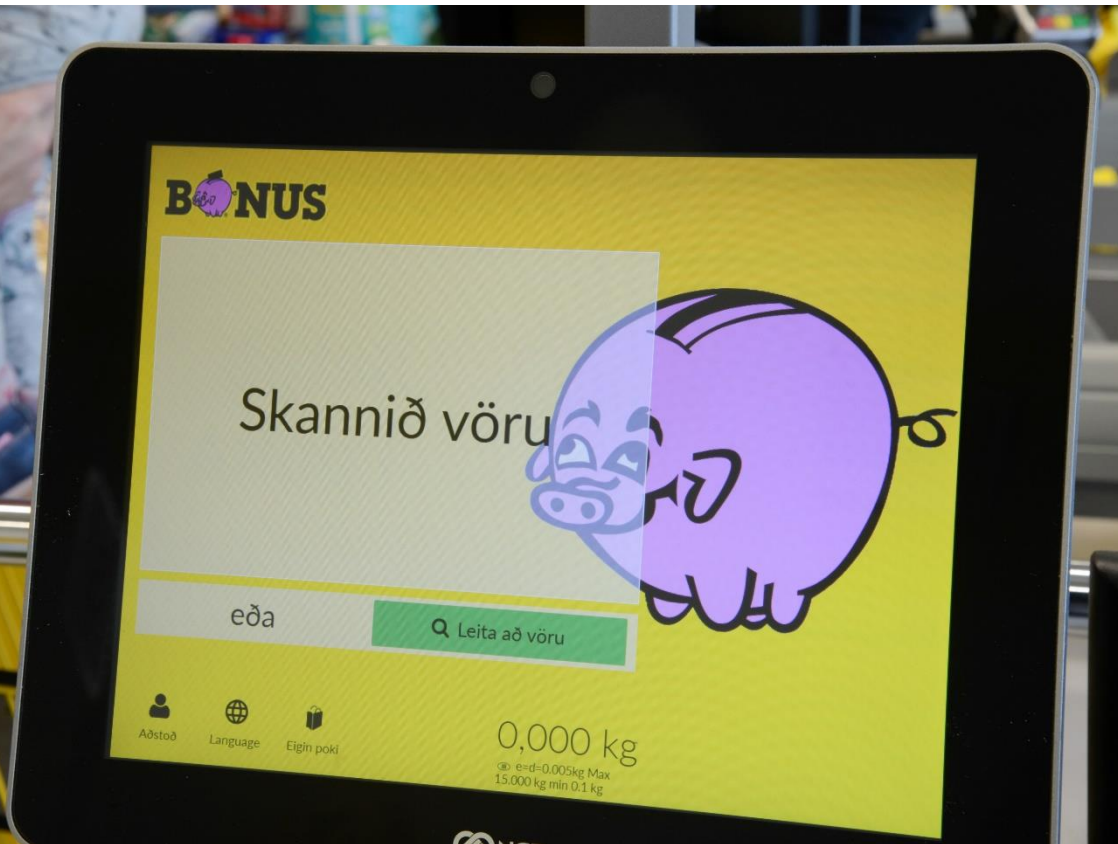 BONUS
Skannið vöru
eða
Leita að vöru
Aðstoð
Language
Eigin poki
0,000 kg
e=d=0.005kg Max
15.000 kg min 0.1 kg